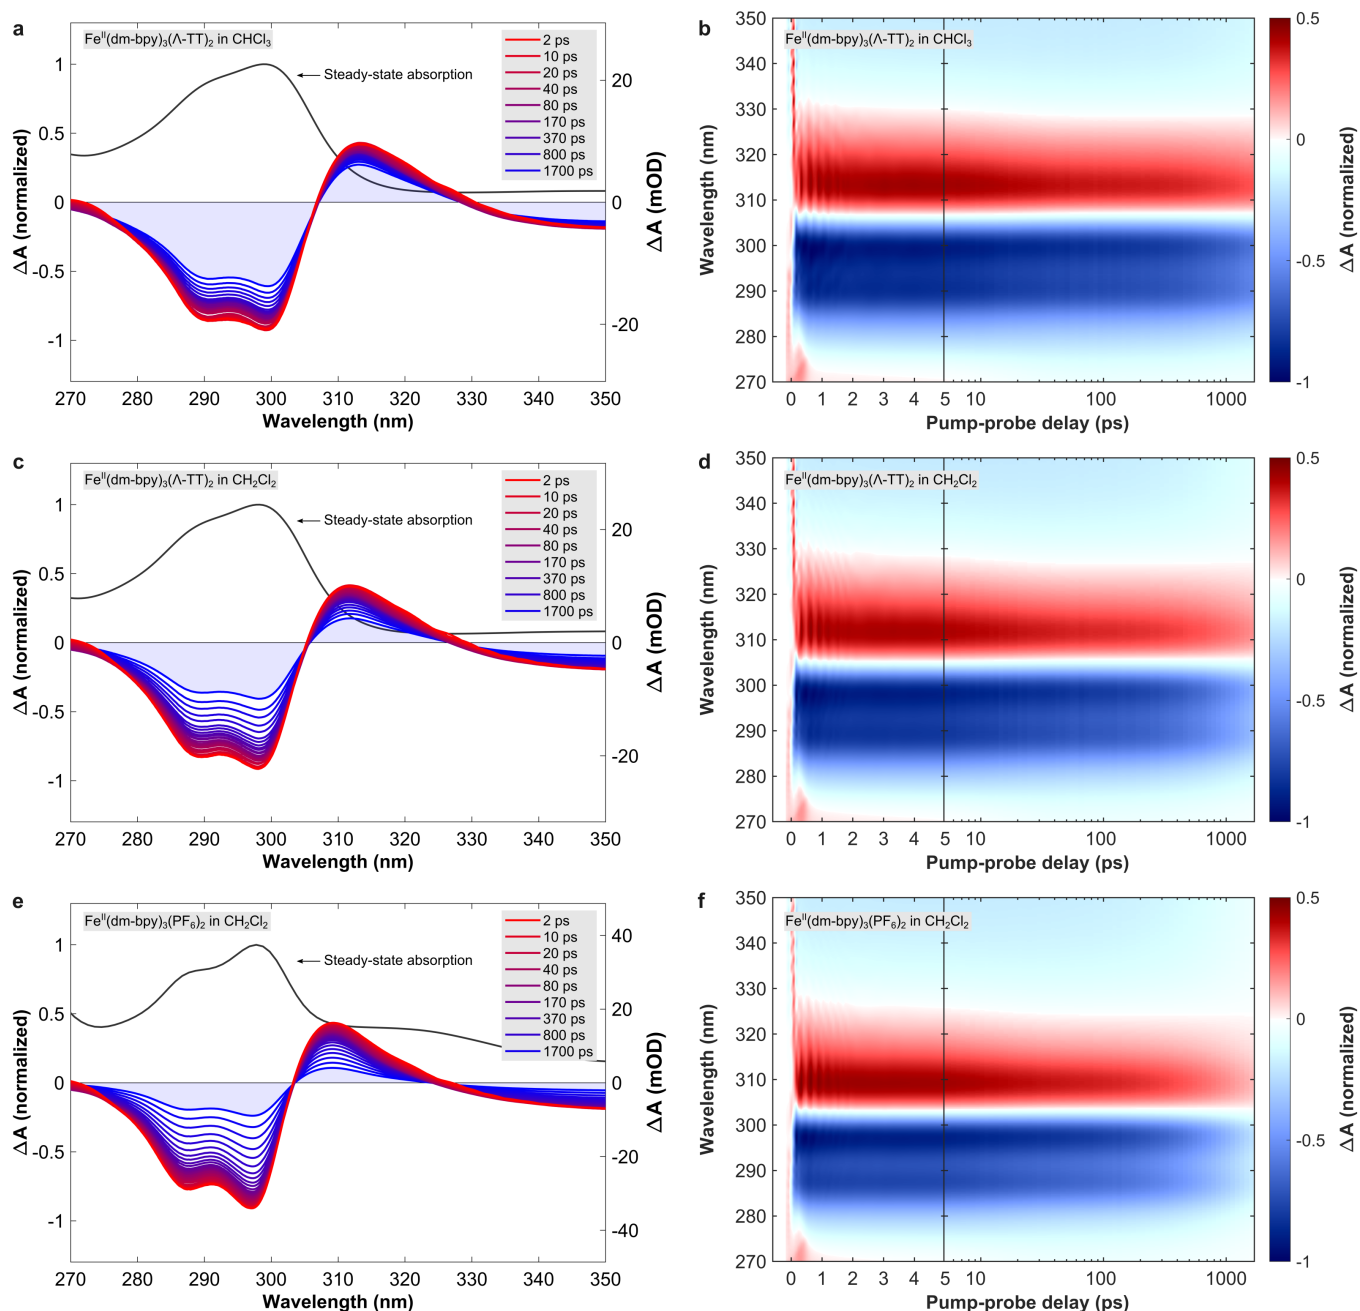 a
Fe^II(dm-bpy)₃(Λ-TT)₂ in CHCl₃
Steady-state absorption
2 ps
10 ps
20 ps
40 ps
80 ps
170 ps
370 ps
800 ps
1700 ps
1
0.5
0
-0.5
-1
ΔA (normalized)
20
0
-20
ΔA (mOD)
270 280 290 300 310 320 330 340 350
Wavelength (nm)
b
Fe^II(dm-bpy)₃(Λ-TT)₂ in CHCl₃
350
340
330
320
310
300
290
280
270
Wavelength (nm)
0 1 2 3 4 5 10 100 1000
Pump-probe delay (ps)
0.5
0
-0.5
-1
ΔA (normalized)
c
Fe^II(dm-bpy)₃(Λ-TT)₂ in CH₂Cl₂
Steady-state absorption
2 ps
10 ps
20 ps
40 ps
80 ps
170 ps
370 ps
800 ps
1700 ps
1
0.5
0
-0.5
-1
ΔA (normalized)
20
0
-20
ΔA (mOD)
270 280 290 300 310 320 330 340 350
Wavelength (nm)
d
Fe^II(dm-bpy)₃(Λ-TT)₂ in CH₂Cl₂
350
340
330
320
310
300
290
280
270
Wavelength (nm)
0 1 2 3 4 5 10 100 1000
Pump-probe delay (ps)
0.5
0
-0.5
-1
ΔA (normalized)
e
Fe^II(dm-bpy)₃(PF₆)₂ in CH₂Cl₂
Steady-state absorption
2 ps
10 ps
20 ps
40 ps
80 ps
170 ps
370 ps
800 ps
1700 ps
1
0.5
0
-0.5
-1
ΔA (normalized)
40
20
0
-20
-40
ΔA (mOD)
270 280 290 300 310 320 330 340 350
Wavelength (nm)
f
Fe^II(dm-bpy)₃(PF₆)₂ in CH₂Cl₂
350
340
330
320
310
300
290
280
270
Wavelength (nm)
0 1 2 3 4 5 10 100 1000
Pump-probe delay (ps)
0.5
0
-0.5
-1
ΔA (normalized)